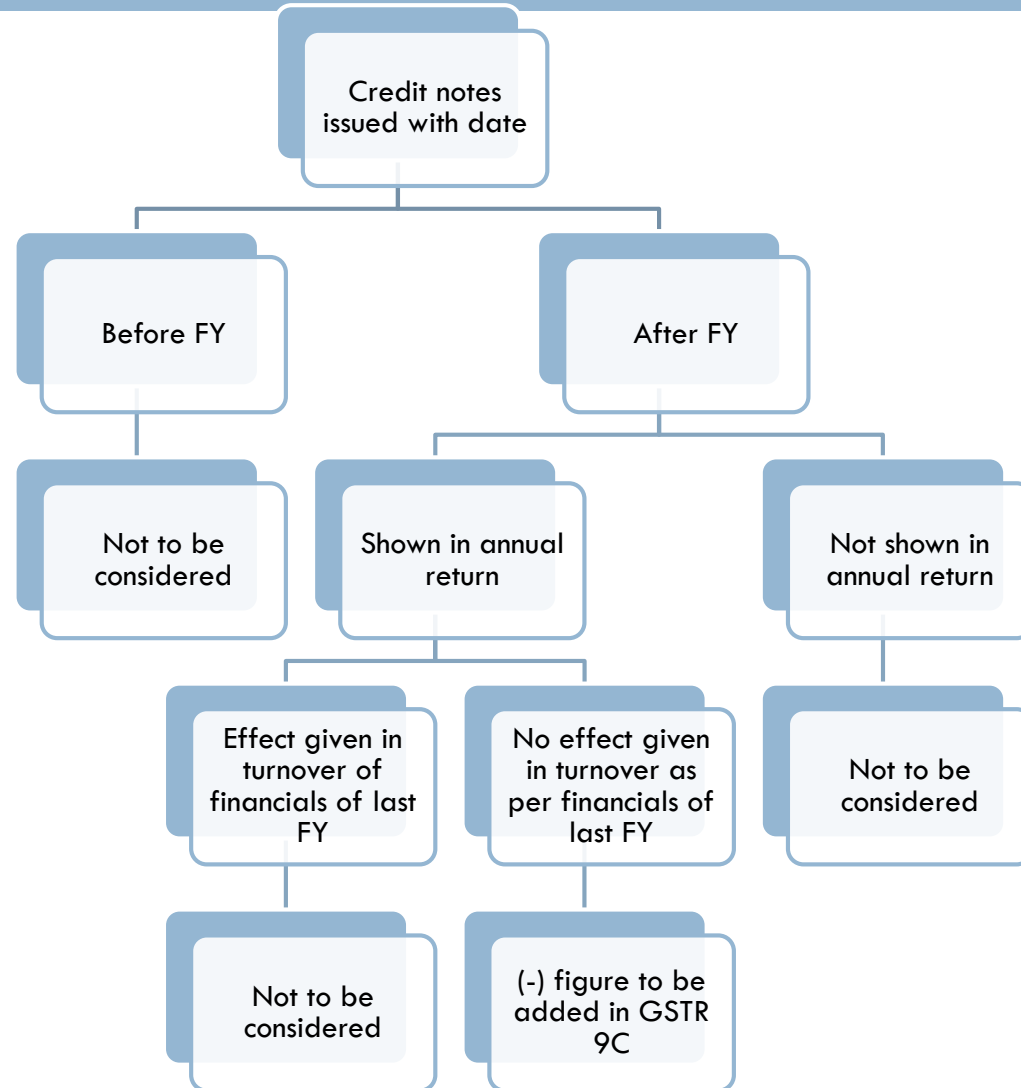 Credit notes
issued with date
Before FY
After FY
Not to be
considered
Shown in annual
return
Not shown in
annual return
Effect given in
turnover of
financials of last
FY
No effect given
in turnover as
per financials of
last FY
Not to be
considered
Not to be
considered
(-) figure to be
added in GSTR
9C